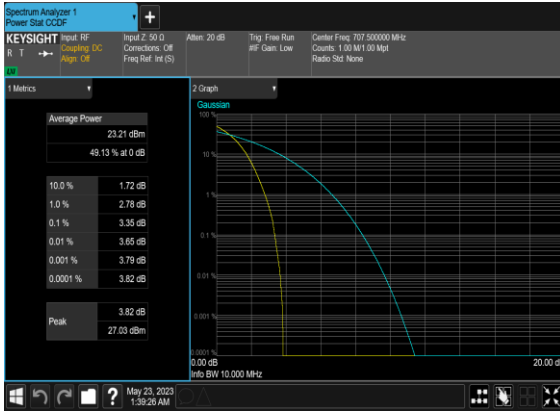 Spectrum Analyzer 1
Power Stat CCDF
KEYSIGHT
R T
Input: RF
Coupling: DC
Align: Off
Input Z: 50 Ω
Corrections: Off
Freq Ref: Int (S)
Atten: 20 dB
Trig: Free Run
#IF Gain: Low
Center Freq: 707.500000 MHz
Counts: 1.00 M/1.00 Mpt
Radio Std: None
1 Metrics
Average Power
23.21 dBm
49.13 % at 0 dB
10.0 % 1.72 dB
1.0 % 2.78 dB
0.1 % 3.35 dB
0.01 % 3.65 dB
0.001 % 3.79 dB
0.0001 % 3.82 dB
Peak
3.82 dB
27.03 dBm
2 Graph
Gaussian
100 %
10 %
1 %
0.1 %
0.01 %
0.001 %
0.0001 %
0.00 dB
20.00 d
Info BW 10.000 MHz
?
May 23, 2023
1:39:26 AM